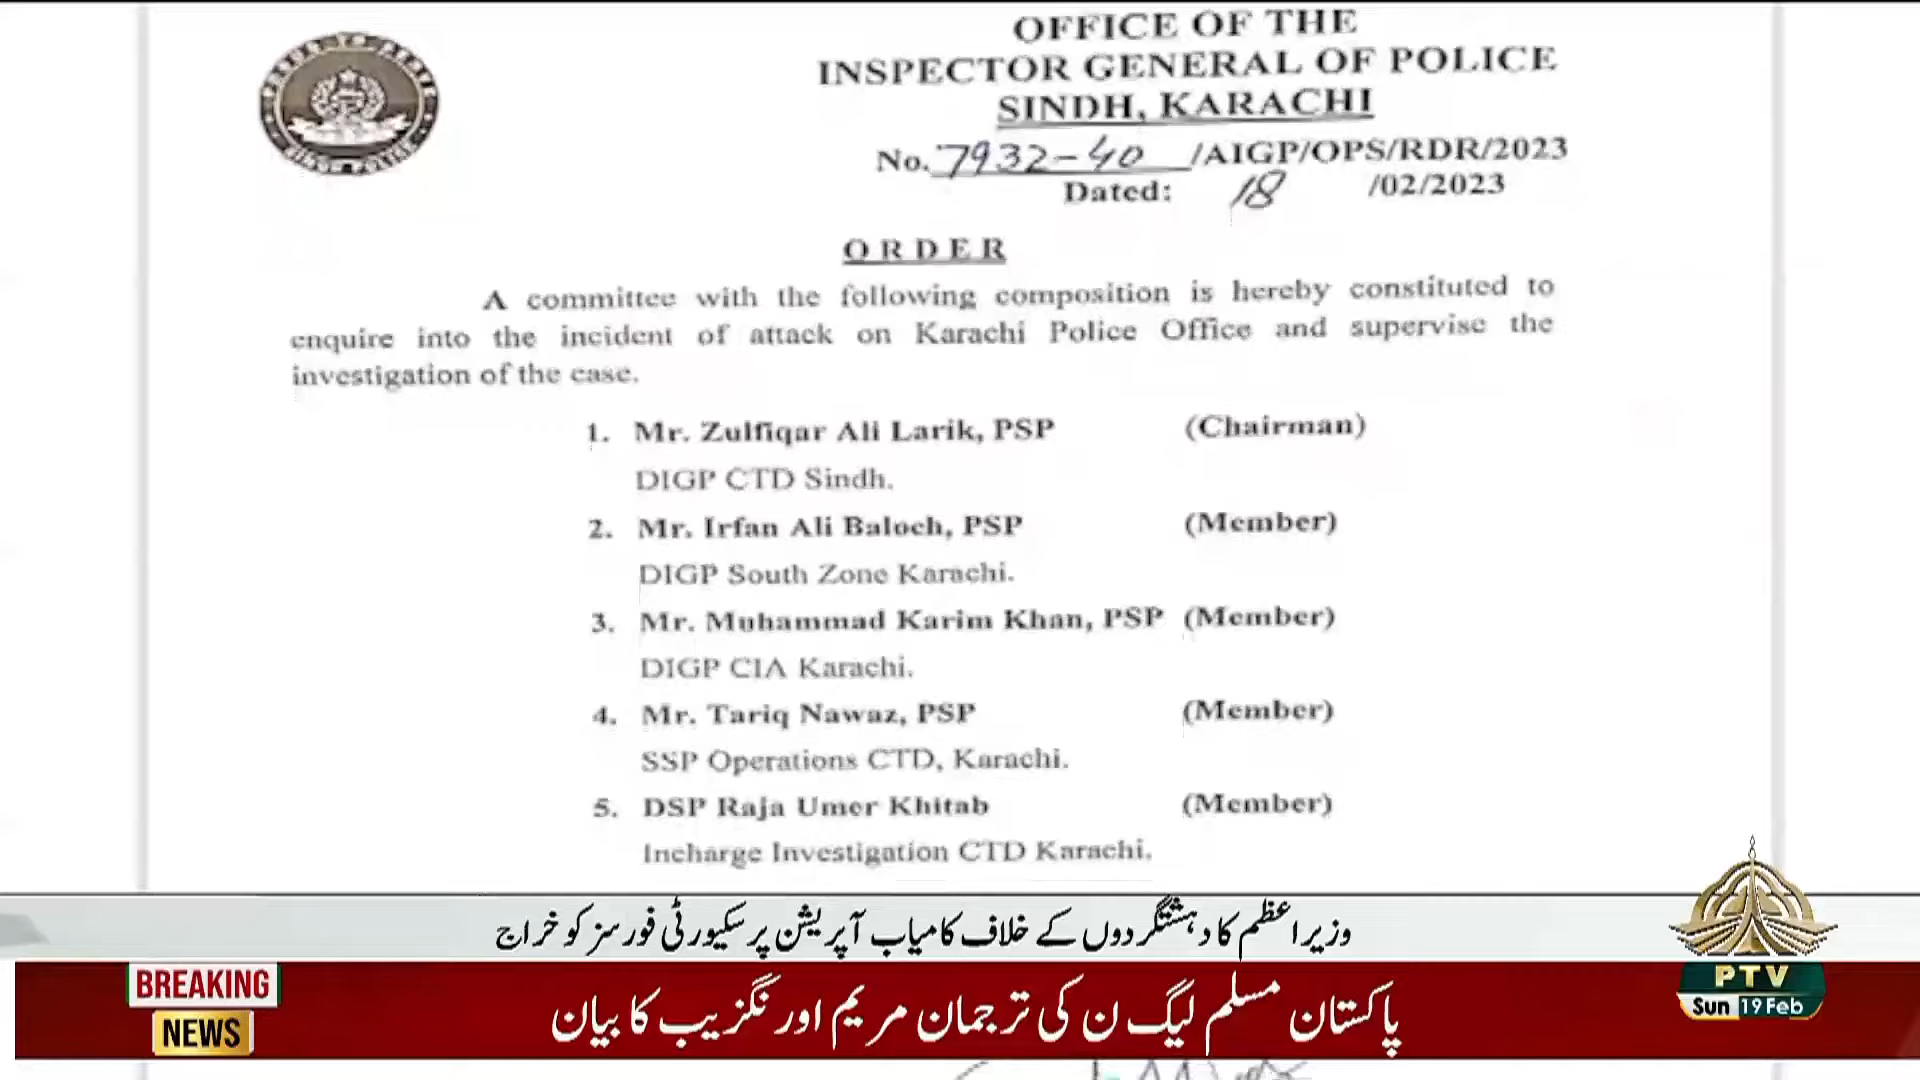 OFFICE OF THE
INSPECTOR GENERAL OF POLICE
SINDH, KARACHI
No. 7932-40 /AIGP/OPS/RDR/2023
Dated: 18 /02/2023
ORDER
A committee with the following composition is hereby constituted to
enquire into the incident of attack on Karachi Police Office and supervise the
investigation of the case.
1. Mr. Zulfiqar Ali Larik, PSP (Chairman)
DIGP CTD Sindh.
2. Mr. Irfan Ali Baloch, PSP (Member)
DIGP South Zone Karachi.
3. Mr. Muhammad Karim Khan, PSP (Member)
DIGP CIA Karachi.
4. Mr. Tariq Nawaz, PSP (Member)
SSP Operations CTD, Karachi.
5. DSP Raja Umer Khitab (Member)
Incharge Investigation CTD Karachi.
وزیراعظم کا دہشتگردوں کے خلاف کامیاب آپریشن پر سکیورٹی فورسز کو خراج
BREAKING
NEWS
پاکستان مسلم لیگ ن کی ترجمان مریم اورنگزیب کا بیان
PTV
Sun 19 Feb